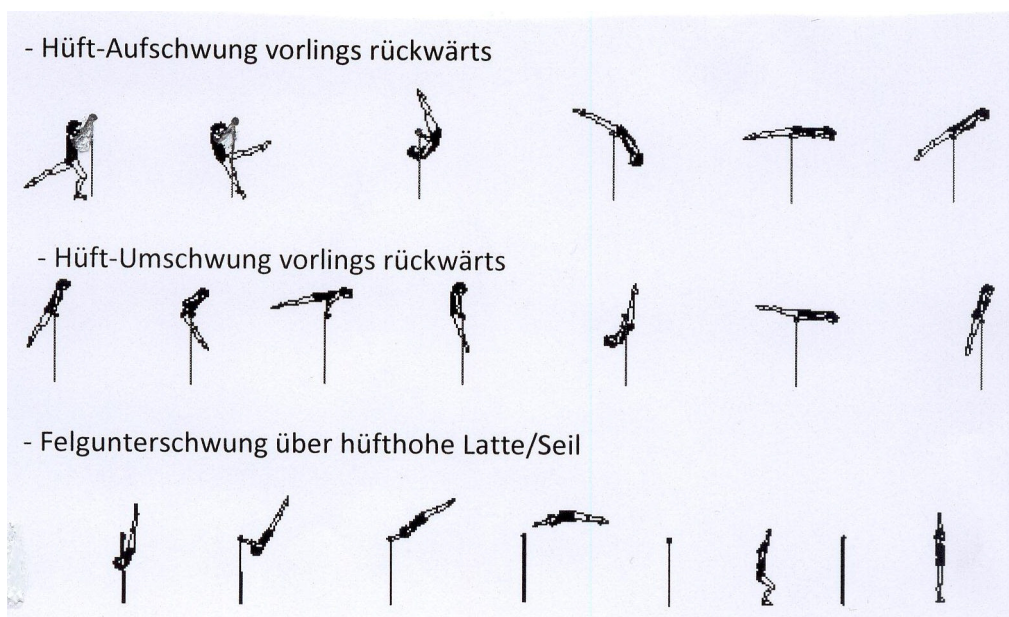 - Hüft-Aufschwung vorlings rückwärts
- Hüft-Umschwung vorlings rückwärts
- Felgunterschwung über hüfthohe Latte/Seil